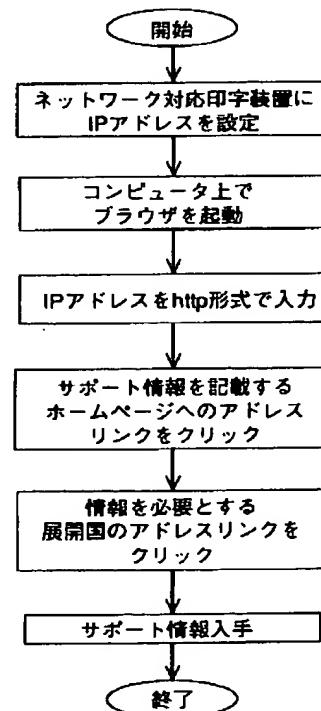 開始
ネットワーク対応印字装置に
IPアドレスを設定
コンピュータ上で
ブラウザを起動
IPアドレスをhttp形式で入力
サポート情報を記載する
ホームページへのアドレス
リンクをクリック
情報を必要とする
展開国のアドレスリンクを
クリック
サポート情報入手
終了